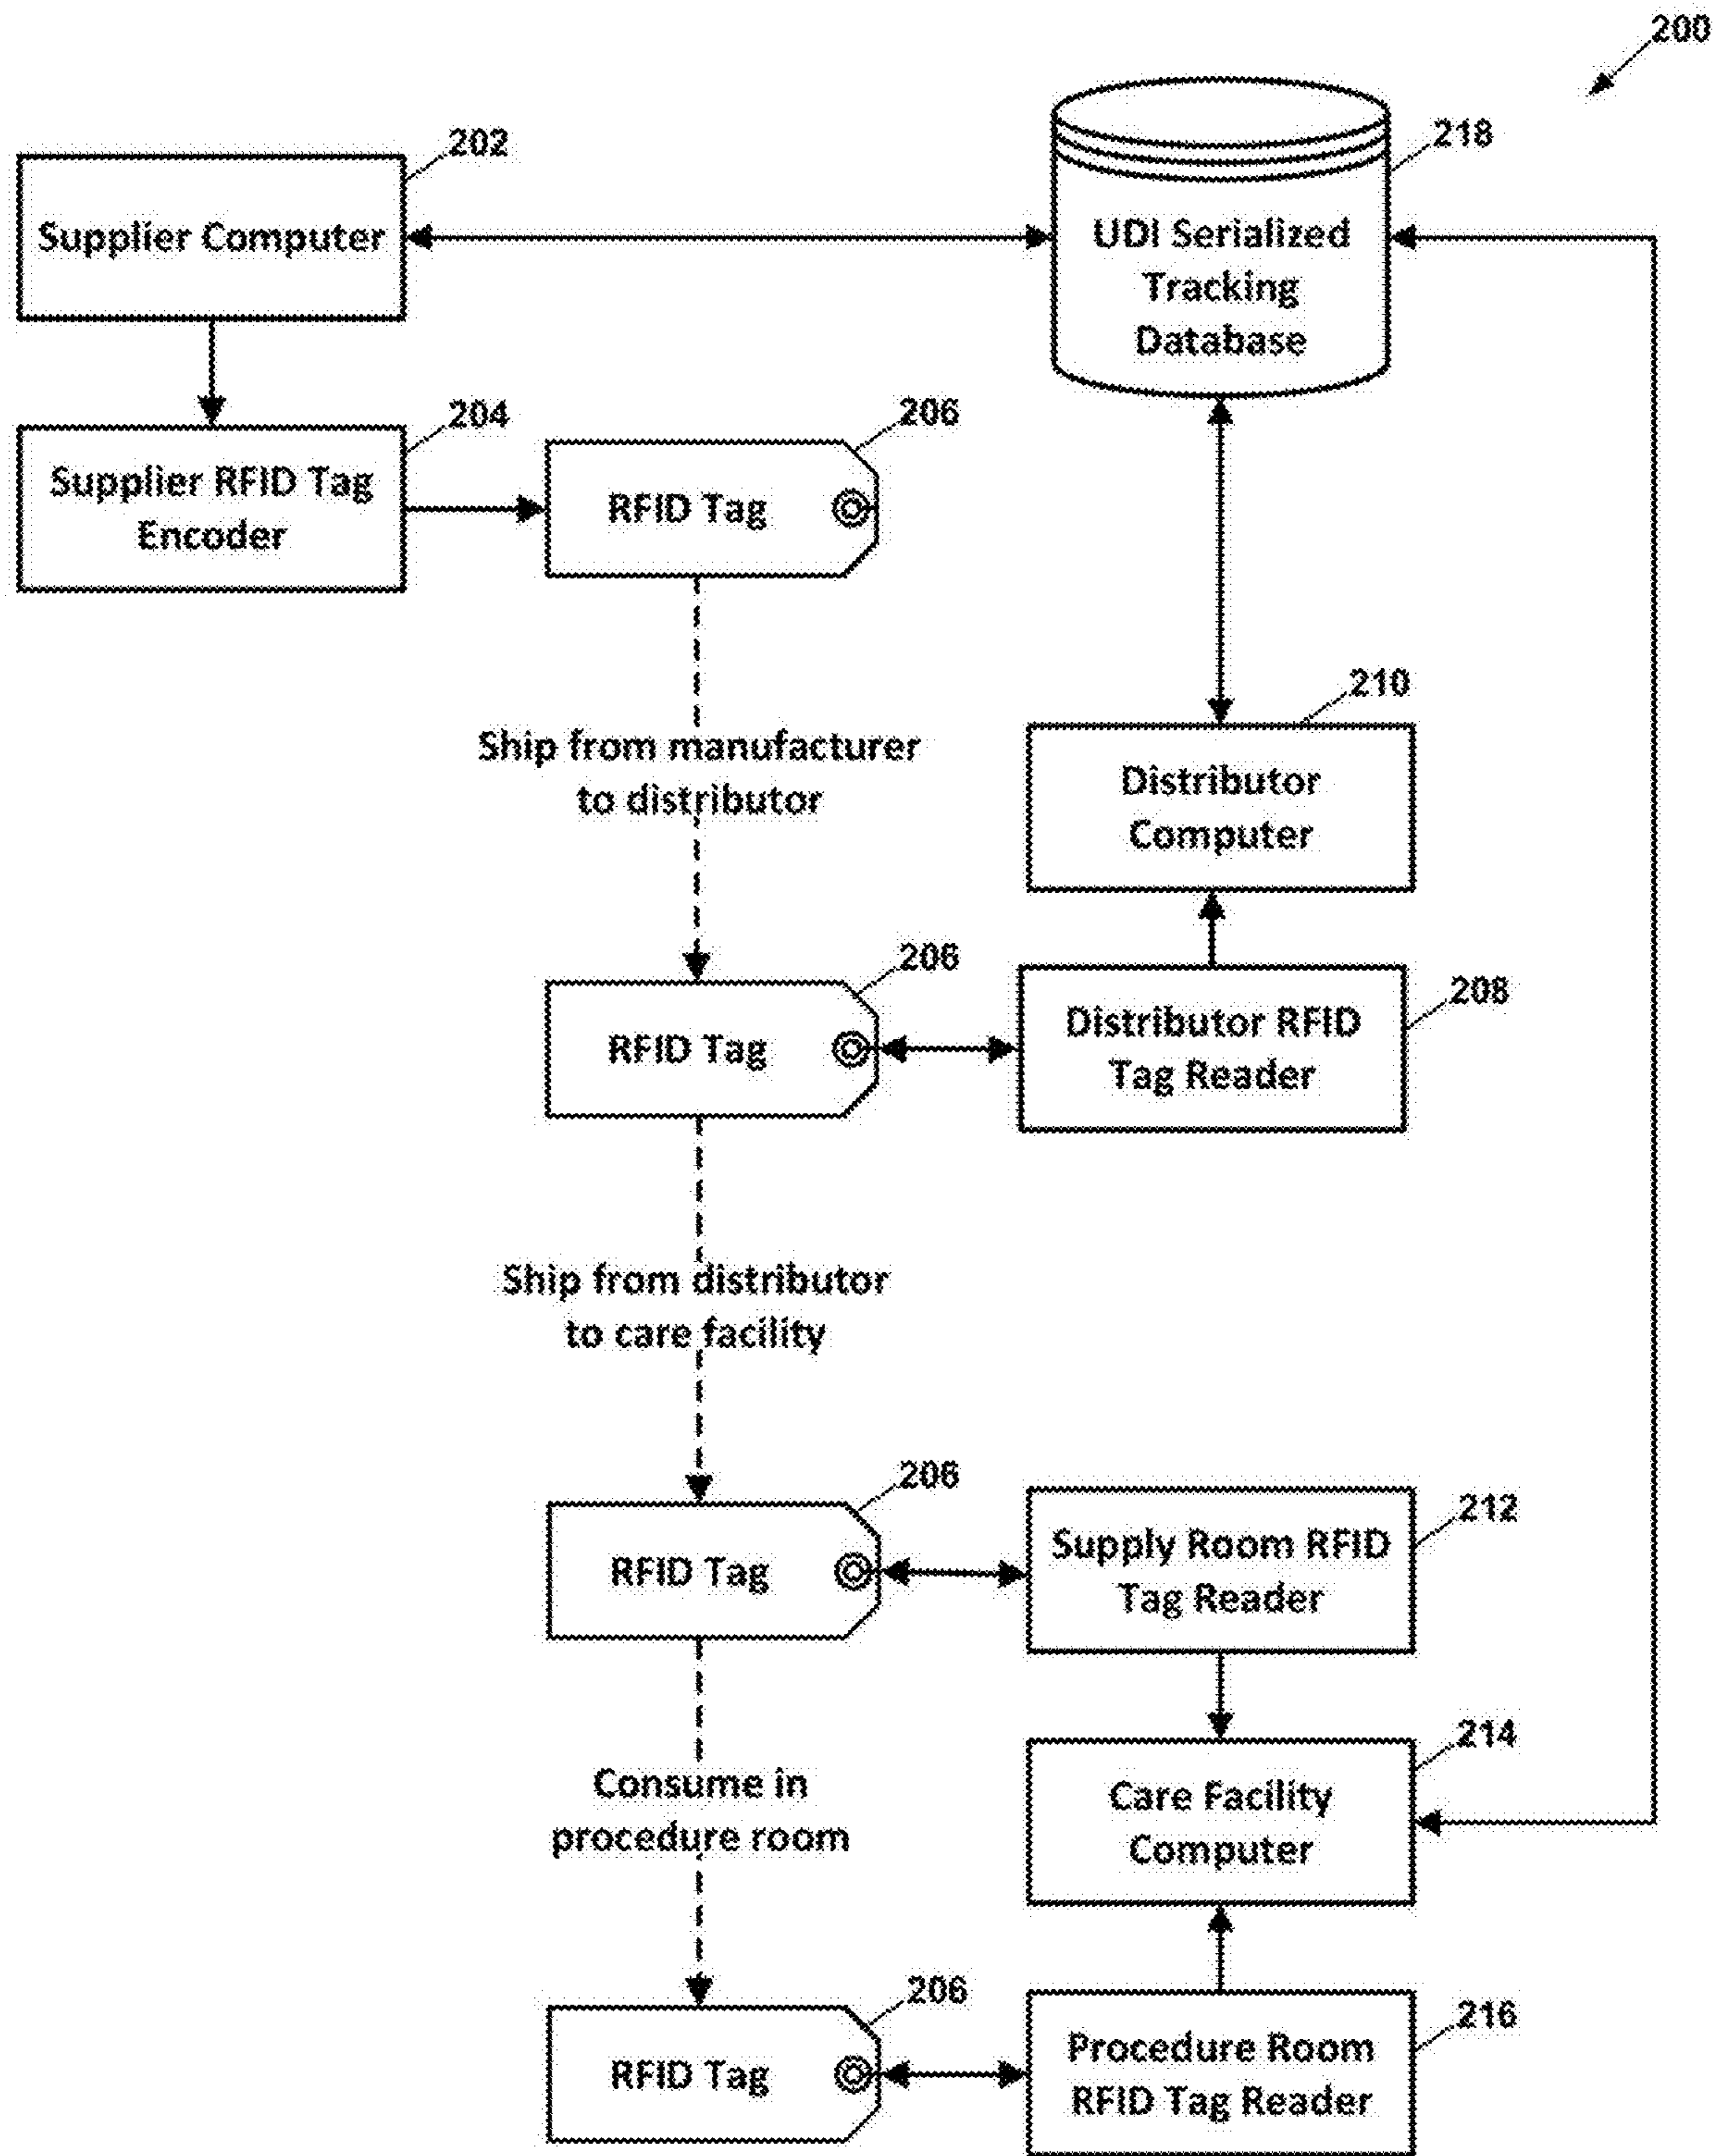 200
202
218
Supplier Computer
UDI Serialized
Tracking
Database
204
206
Supplier RFID Tag
Encoder
RFID Tag
210
Ship from manufacturer
to distributor
Distributor
Computer
206
208
RFID Tag
Distributor RFID
Tag Reader
Ship from distributor
to care facility
206
212
RFID Tag
Supply Room RFID
Tag Reader
214
Consume in
procedure room
Care Facility
Computer
206
216
RFID Tag
Procedure Room
RFID Tag Reader